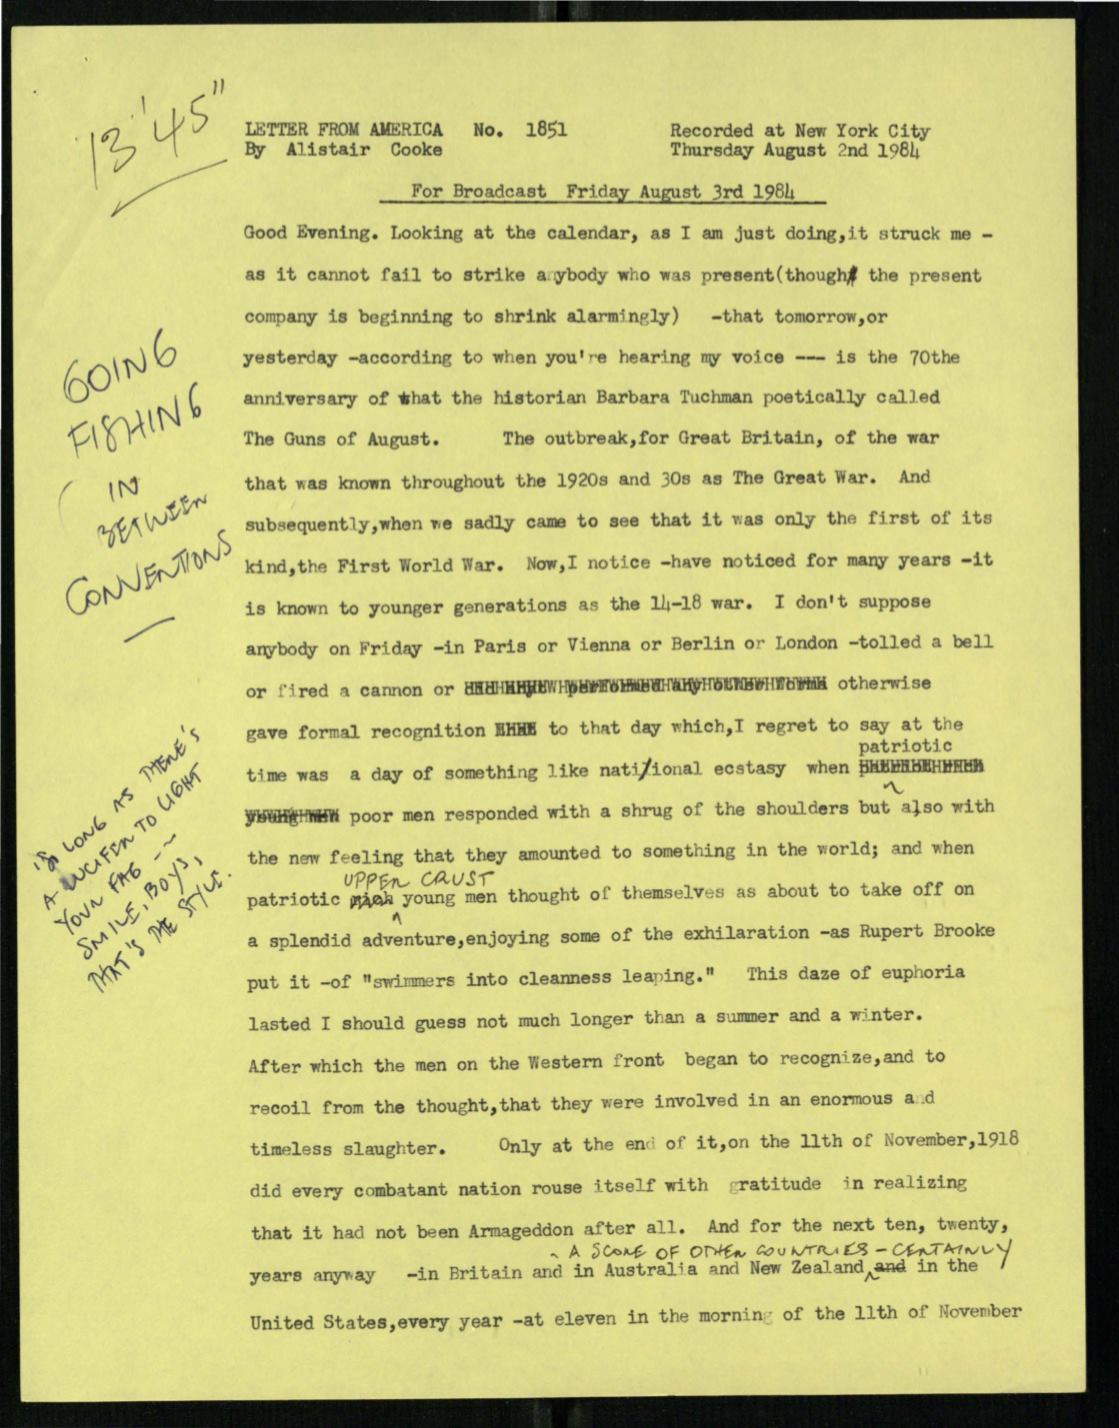 13'45"
LETTER FROM AMERICA No. 1851 Recorded at New York City
By Alistair Cooke Thursday August 2nd 1984
For Broadcast Friday August 3rd 1984
Good Evening. Looking at the calendar, as I am just doing,it struck me -
as it cannot fail to strike anybody who was present(though the present
company is beginning to shrink alarmingly) -that tomorrow,or
yesterday -according to when you're hearing my voice --- is the 70the
anniversary of what the historian Barbara Tuchman poetically called
The Guns of August. The outbreak,for Great Britain, of the war
that was known throughout the 1920s and 30s as The Great War. And
subsequently,when we sadly came to see that it was only the first of its
kind,the First World War. Now,I notice -have noticed for many years -it
is known to younger generations as the 14-18 war. I don't suppose
anybody on Friday -in Paris or Vienna or Berlin or London -tolled a bell
or fired a cannon or otherwise
gave formal recognition to that day which,I regret to say at the
patriotic
time was a day of something like nati/ional ecstasy when
poor men responded with a shrug of the shoulders but also with
the new feeling that they amounted to something in the world; and when
UPPER CRUST
patriotic rich young men thought of themselves as about to take off on
a splendid adventure,enjoying some of the exhilaration -as Rupert Brooke
put it -of "swimmers into cleanness leaping." This daze of euphoria
lasted I should guess not much longer than a summer and a winter.
After which the men on the Western front began to recognize,and to
recoil from the thought,that they were involved in an enormous and
timeless slaughter. Only at the end of it,on the 11th of November,1918
did every combatant nation rouse itself with gratitude in realizing
that it had not been Armageddon after all. And for the next ten, twenty,
~ A SCORE OF OTHER COUNTRIES - CERTAINLY
years anyway -in Britain and in Australia and New Zealand and in the
United States,every year -at eleven in the morning of the 11th of November
GOING
FISHING
IN
BETWEEN
CONVENTIONS
LONG AS THERE'S
A LUCIFER TO LIGHT
YOUR FAG --
SMILE, BOYS,
THAT'S THE STYLE.